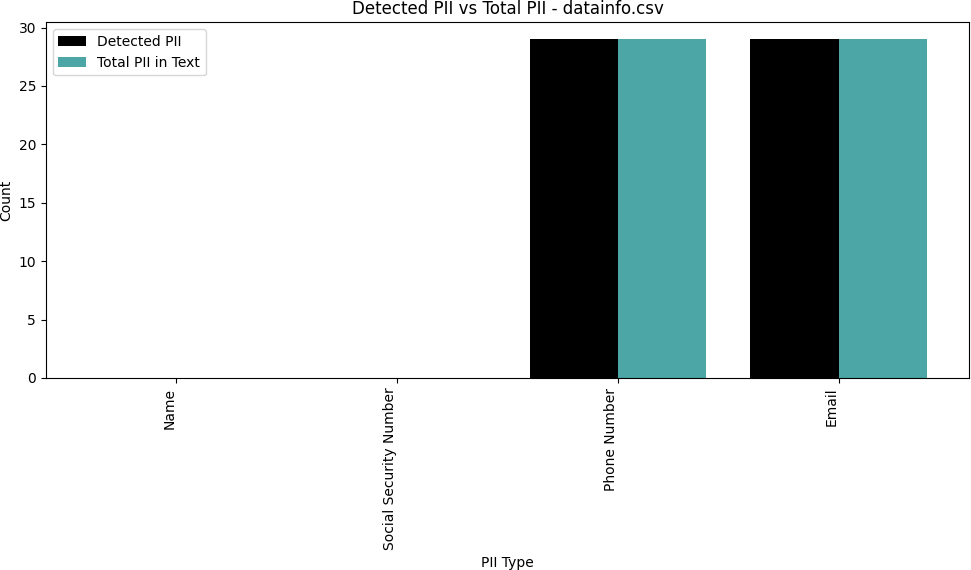 Detected PII vs Total PII - datainfo.csv
Detected PII
Total PII in Text
30
25
20
15
10
5
0
Count
Name
Social Security Number
Phone Number
Email
PII Type